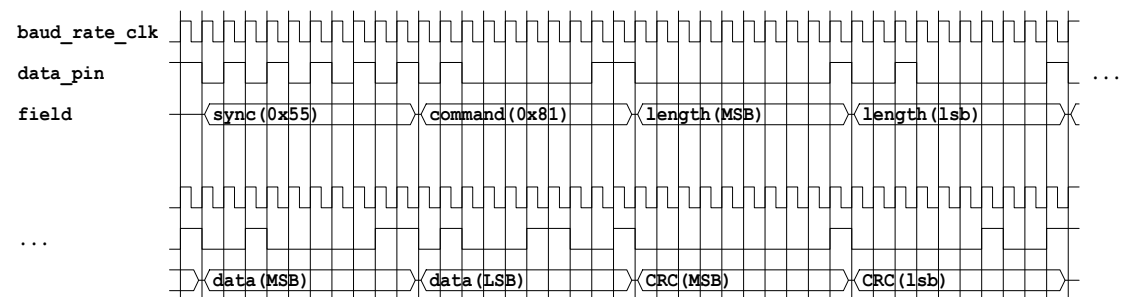 baud_rate_clk
data_pin ...
field sync(0x55) command(0x81) length(MSB) length(lsb)
...
data(MSB) data(LSB) CRC(MSB) CRC(lsb)